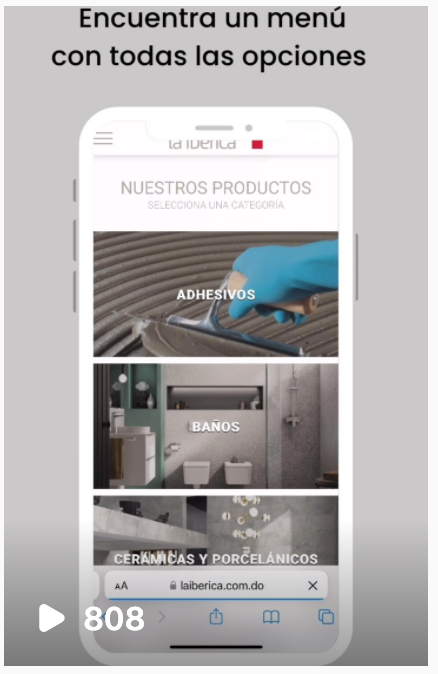 Encuentra un menú
con todas las opciones
la iberica
NUESTROS PRODUCTOS
SELECCIONA UNA CATEGORÍA
ADHESIVOS
BAÑOS
CERÁMICAS Y PORCELÁNICOS
AA
laiberica.com.do
808